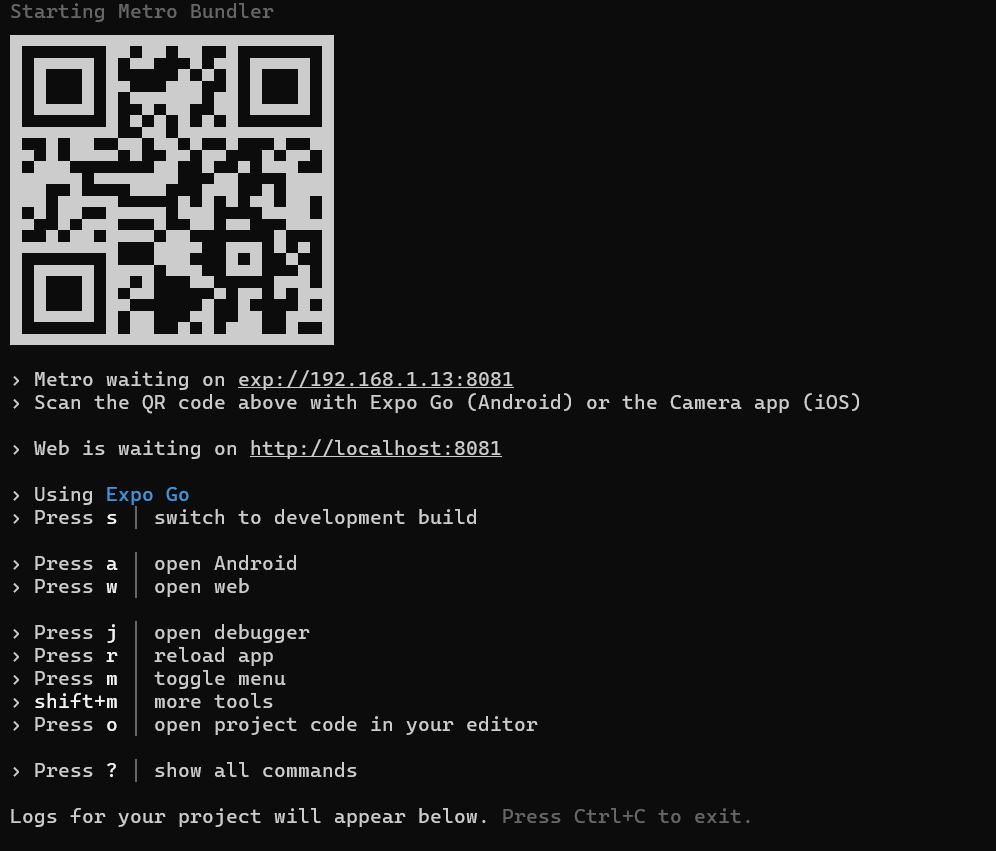 Starting Metro Bundler
› Metro waiting on exp://192.168.1.13:8081
› Scan the QR code above with Expo Go (Android) or the Camera app (iOS)
› Web is waiting on http://localhost:8081
› Using Expo Go
› Press s │ switch to development build
› Press a │ open Android
› Press w │ open web
› Press j │ open debugger
› Press r │ reload app
› Press m │ toggle menu
› shift+m │ more tools
› Press o │ open project code in your editor
› Press ? │ show all commands
Logs for your project will appear below. Press Ctrl+C to exit.